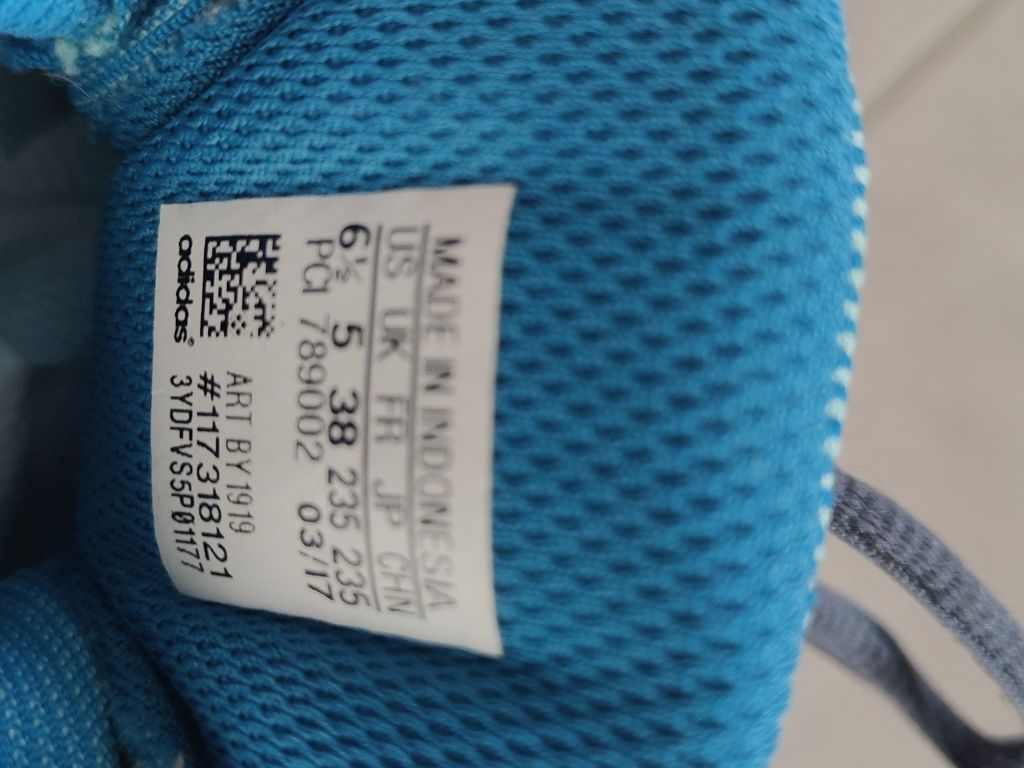 MADE IN INDONESIA
US UK FR JP CHN
6½ 5 38 235 235
PCI 789002 03/17
ART BY1919
#117318121
3YDFVS5P01177
adidas®